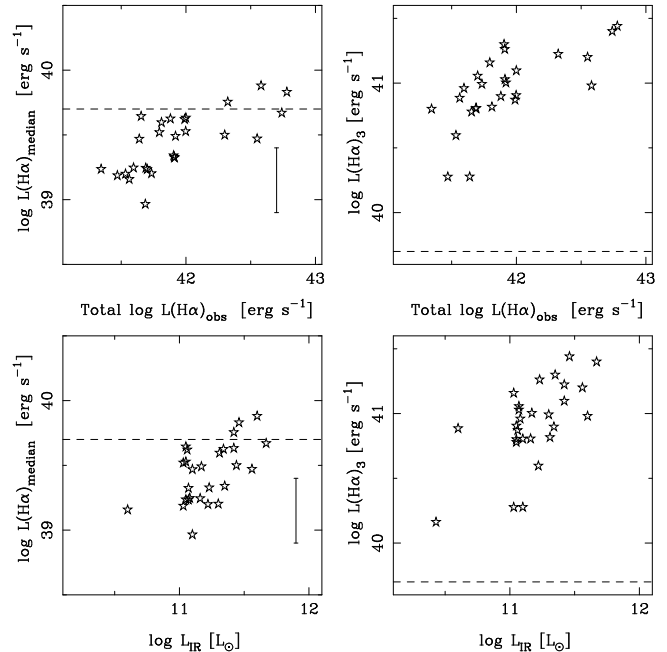 40
39
log L(Hα)median [erg s⁻¹]
42
43
Total log L(Hα)obs [erg s⁻¹]
41
40
log L(Hα)3 [erg s⁻¹]
42
43
Total log L(Hα)obs [erg s⁻¹]
40
39
log L(Hα)median [erg s⁻¹]
11
12
log LIR [L⊙]
41
40
log L(Hα)3 [erg s⁻¹]
11
12
log LIR [L⊙]